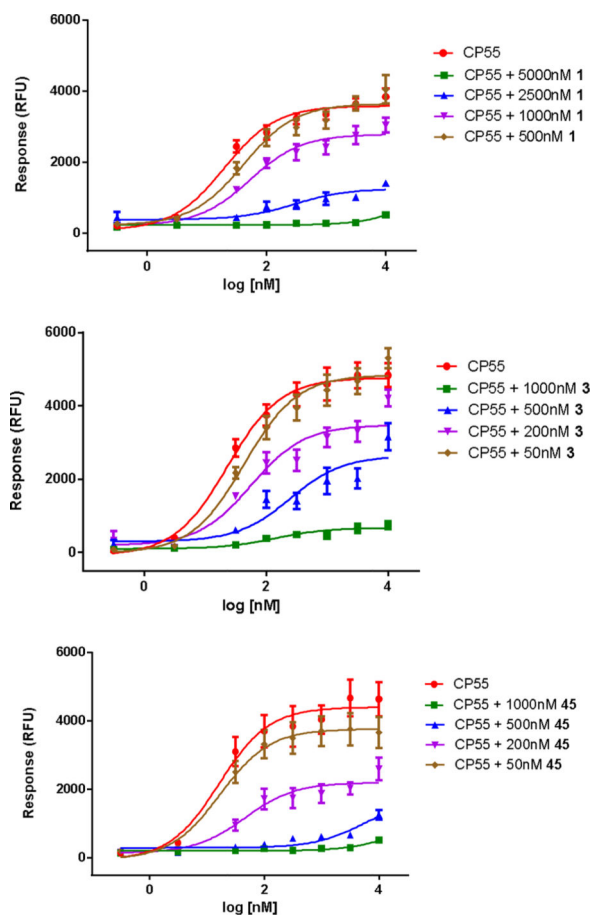 6000
4000
2000
0
Response (RFU)
0 2 4
log [nM]
CP55
CP55 + 5000nM 1
CP55 + 2500nM 1
CP55 + 1000nM 1
CP55 + 500nM 1
6000
4000
2000
0
Response (RFU)
0 2 4
log [nM]
CP55
CP55 + 1000nM 3
CP55 + 500nM 3
CP55 + 200nM 3
CP55 + 50nM 3
6000
4000
2000
0
Response (RFU)
0 2 4
log [nM]
CP55
CP55 + 1000nM 45
CP55 + 500nM 45
CP55 + 200nM 45
CP55 + 50nM 45